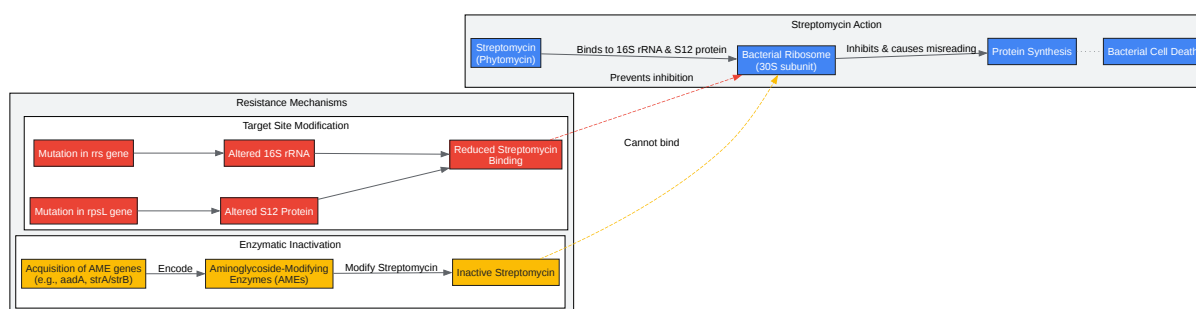 Streptomycin Action
Streptomycin
(Phytomycin)
Binds to 16S rRNA & S12 protein
Bacterial Ribosome
(30S subunit)
Inhibits & causes misreading
Protein Synthesis
Bacterial Cell Death
Prevents inhibition
Resistance Mechanisms
Target Site Modification
Mutation in rrs gene
Altered 16S rRNA
Reduced Streptomycin
Binding
Cannot bind
Mutation in rpsL gene
Altered S12 Protein
Enzymatic Inactivation
Acquisition of AME genes
(e.g., aadA, strA/strB)
Encode
Aminoglycoside-Modifying
Enzymes (AMEs)
Modify Streptomycin
Inactive Streptomycin